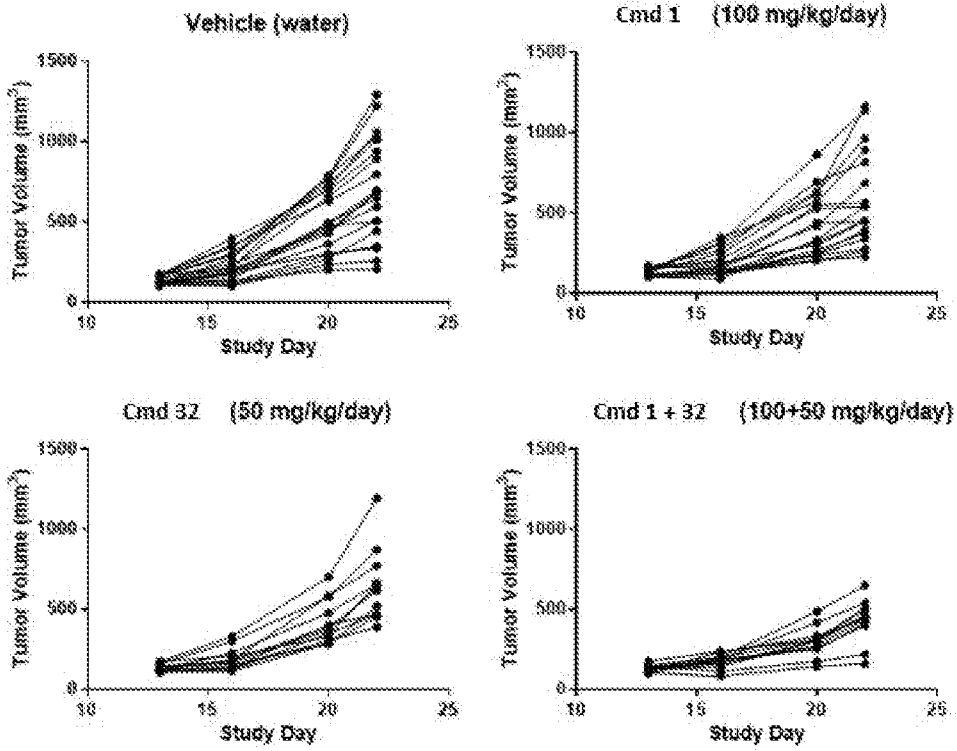 Vehicle (water)
1500
1000
500
0
Tumor Volume (mm³)
10 15 20 25
Study Day
Cmd 1 (100 mg/kg/day)
1500
1000
500
0
Tumor Volume (mm³)
10 15 20 25
Study Day
Cmd 32 (50 mg/kg/day)
1500
1000
500
0
Tumor Volume (mm³)
10 15 20 25
Study Day
Cmd 1 + 32 (100+50 mg/kg/day)
1500
1000
500
0
Tumor Volume (mm³)
10 15 20 25
Study Day